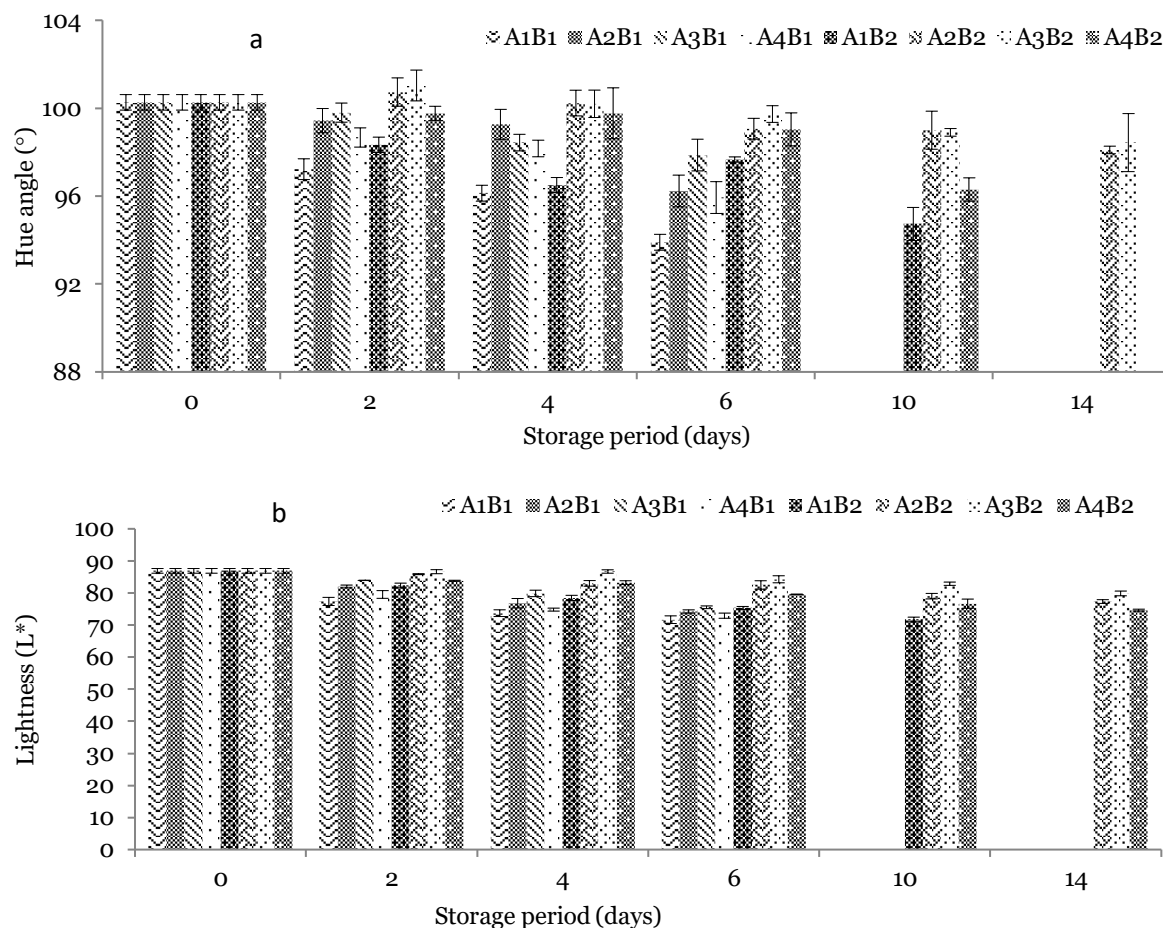 104
100
96
92
88
Hue angle (°)
a
A1B1 A2B1 A3B1 A4B1 A1B2 A2B2 A3B2 A4B2
0 2 4 6 10 14
Storage period (days)
100
90
80
70
60
50
40
30
20
10
0
Lightness (L*)
b
A1B1 A2B1 A3B1 A4B1 A1B2 A2B2 A3B2 A4B2
0 2 4 6 10 14
Storage period (days)